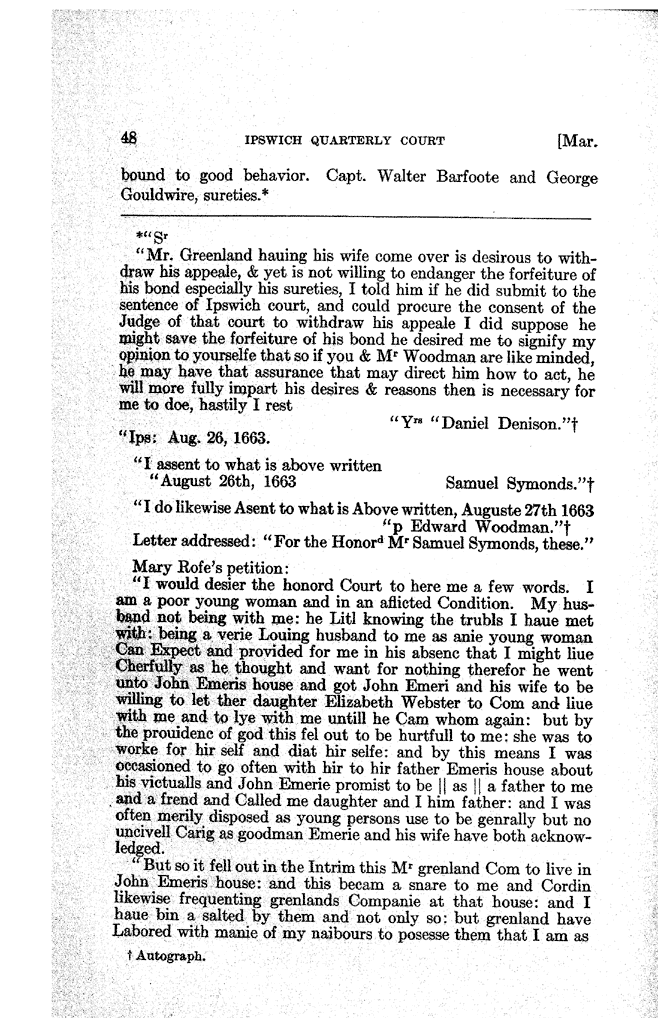 48 IPSWICH QUARTERLY COURT [Mar.
bound to good behavior. Capt. Walter Barfoote and George
Gouldwire, sureties.*
*“Sr
“Mr. Greenland hauing his wife come over is desirous to with-
draw his appeale, & yet is not willing to endanger the forfeiture of
his bond especially his sureties, I told him if he did submit to the
sentence of Ipswich court, and could procure the consent of the
Judge of that court to withdraw his appeale I did suppose he
might save the forfeiture of his bond he desired me to signify my
opinion to yourselfe that so if you & Mr Woodman are like minded,
he may have that assurance that may direct him how to act, he
will more fully impart his desires & reasons then is necessary for
me to doe, hastily I rest
“Yrs “Daniel Denison.”†
“Ips: Aug. 26, 1663.
“I assent to what is above written
“August 26th, 1663 Samuel Symonds.”†
“I do likewise Asent to what is Above written, Auguste 27th 1663
“p Edward Woodman.”†
Letter addressed: “For the Honord Mr Samuel Symonds, these.”
Mary Rofe's petition:
“I would desier the honord Court to here me a few words. I
am a poor young woman and in an aflicted Condition. My hus-
band not being with me: he Litl knowing the trubls I haue met
with: being a verie Louing husband to me as anie young woman
Can Expect and provided for me in his absenc that I might liue
Cherfully as he thought and want for nothing therefor he went
unto John Emeris house and got John Emeri and his wife to be
willing to let ther daughter Elizabeth Webster to Com and liue
with me and to lye with me untill he Cam whom again: but by
the prouidenc of god this fel out to be hurtfull to me: she was to
worke for hir self and diat hir selfe: and by this means I was
occasioned to go often with hir to hir father Emeris house about
his victualls and John Emerie promist to be || as || a father to me
and a frend and Called me daughter and I him father: and I was
often merily disposed as young persons use to be genrally but no
uncivell Carig as goodman Emerie and his wife have both acknow-
ledged.
“But so it fell out in the Intrim this Mr grenland Com to live in
John Emeris house: and this becam a snare to me and Cordin
likewise frequenting grenlands Companie at that house: and I
haue bin a salted by them and not only so: but grenland have
Labored with manie of my naibours to posesse them that I am as
† Autograph.